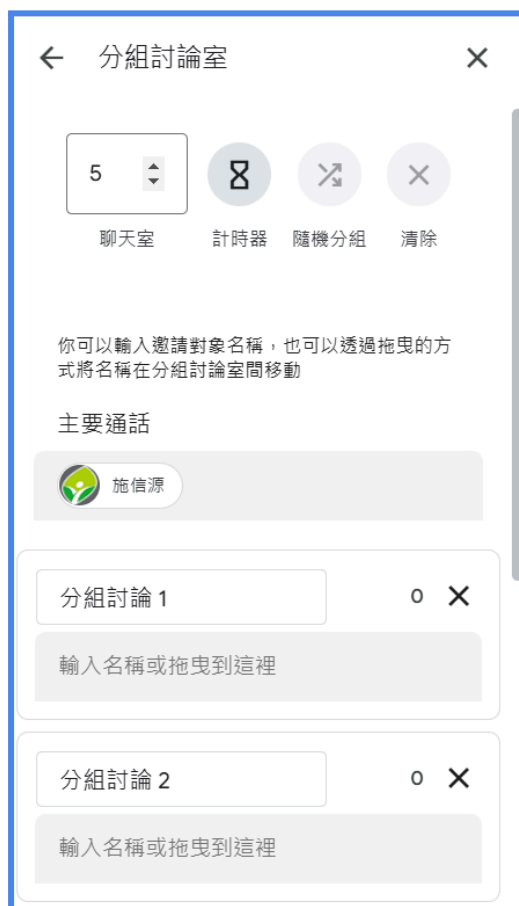 分組討論室
5
聊天室 計時器 隨機分組 清除
你可以輸入邀請對象名稱，也可以透過拖曳的方
式將名稱在分組討論室間移動
主要通話
施信源
分組討論 1 0
輸入名稱或拖曳到這裡
分組討論 2 0
輸入名稱或拖曳到這裡